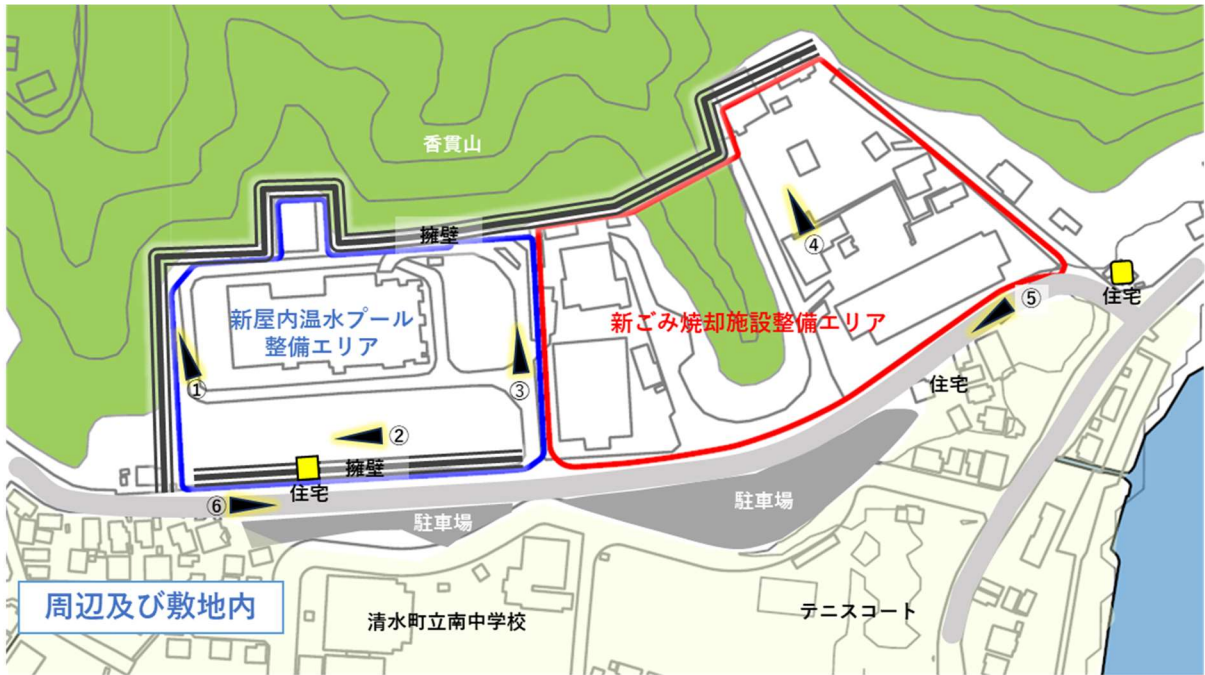 香貫山
擁壁
④
住宅
⑤
新屋内温水プール
整備エリア
新ごみ焼却施設整備エリア
①
③
住宅
②
擁壁
住宅
⑥
駐車場
駐車場
周辺及び敷地内
清水町立南中学校
テニスコート